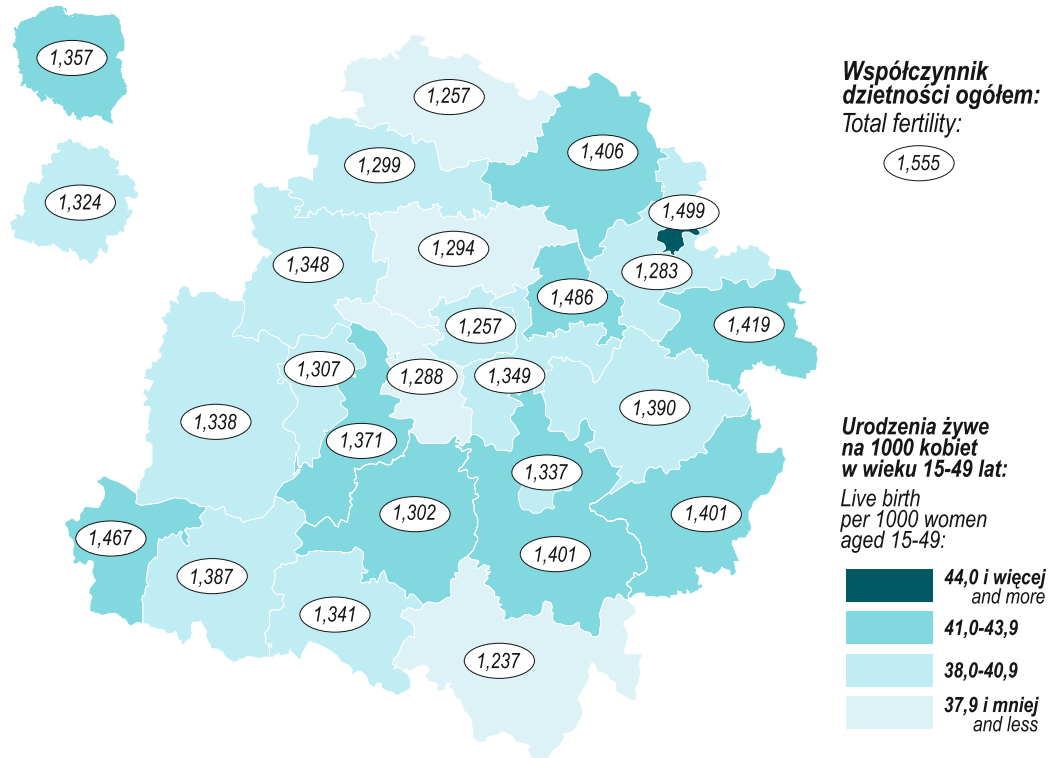 1,357
1,324
1,257
1,406
1,299
1,499
1,294
1,348
1,283
1,486
1,257
1,419
1,307
1,288
1,349
1,338
1,390
1,371
1,337
1,302
1,401
1,467
1,401
1,387
1,341
1,237
Współczynnik
dzietności ogółem:
Total fertility:
1,555
Urodzenia żywe
na 1000 kobiet
w wieku 15-49 lat:
Live birth
per 1000 women
aged 15-49:
44,0 i więcej
and more
41,0-43,9
38,0-40,9
37,9 i mniej
and less